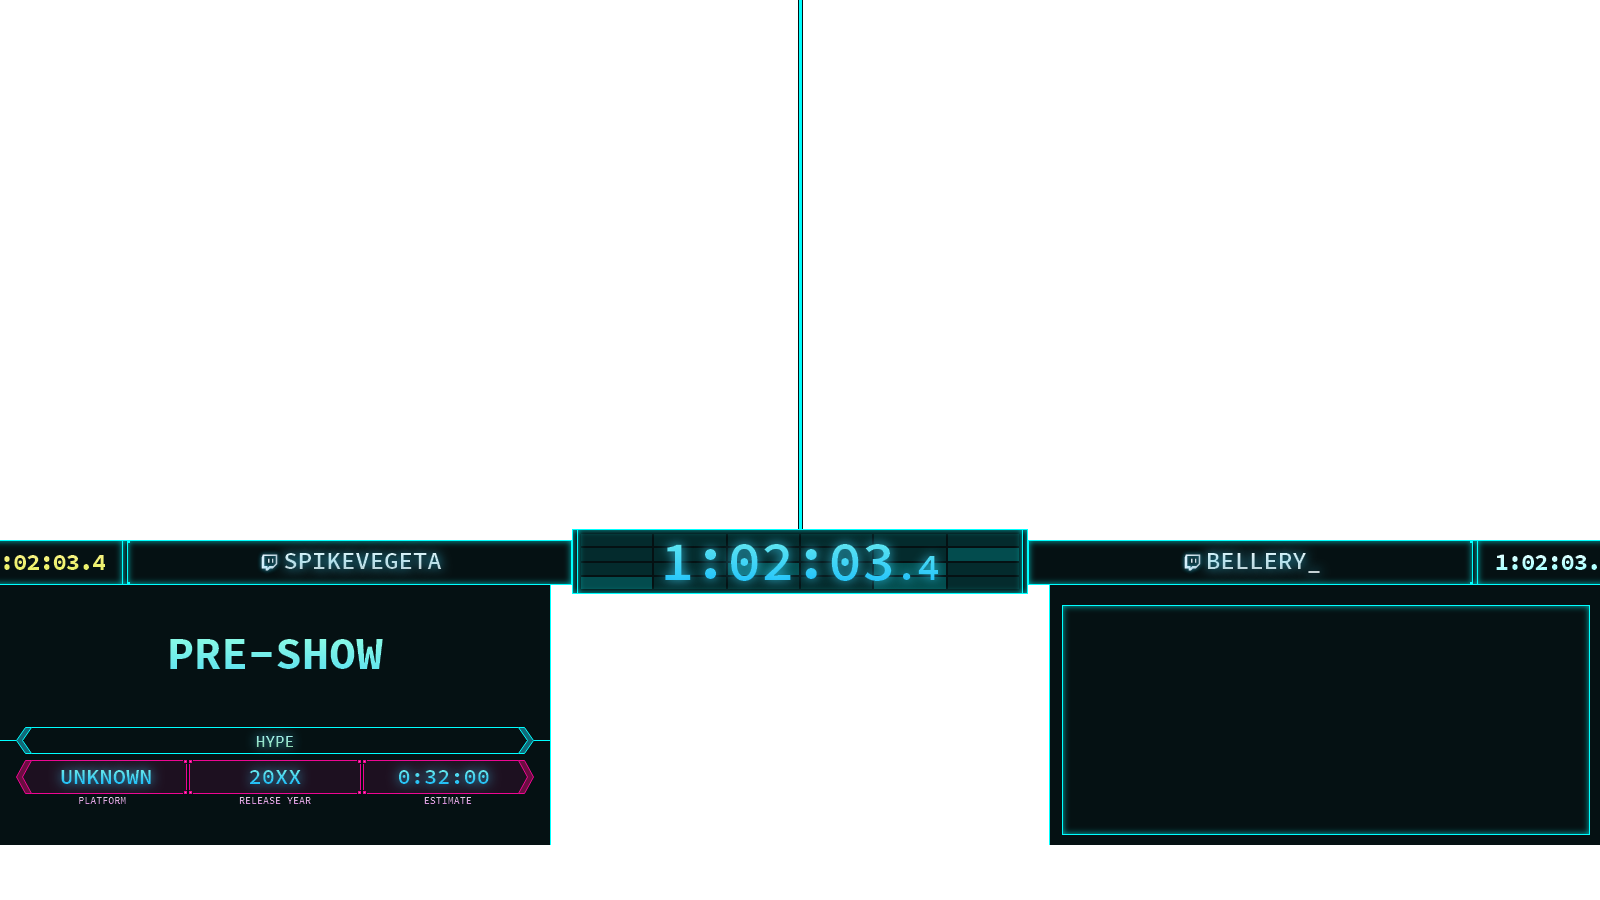 :02:03.4
SPIKEVEGETA
1:02:03.4
BELLERY_
1:02:03.
PRE-SHOW
HYPE
UNKNOWN
20XX
0:32:00
PLATFORM
RELEASE YEAR
ESTIMATE